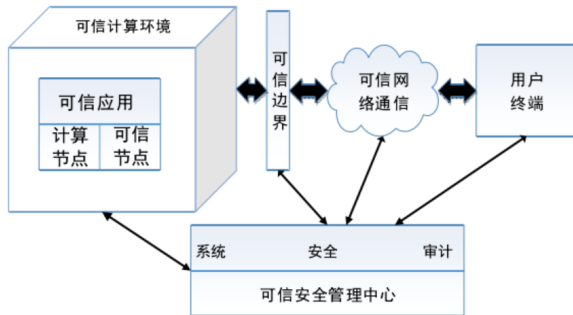 可信计算环境
可信应用
计算
节点
可信
节点
可
信
边
界
可信网
络通信
用户
终端
系统 安全 审计
可信安全管理中心